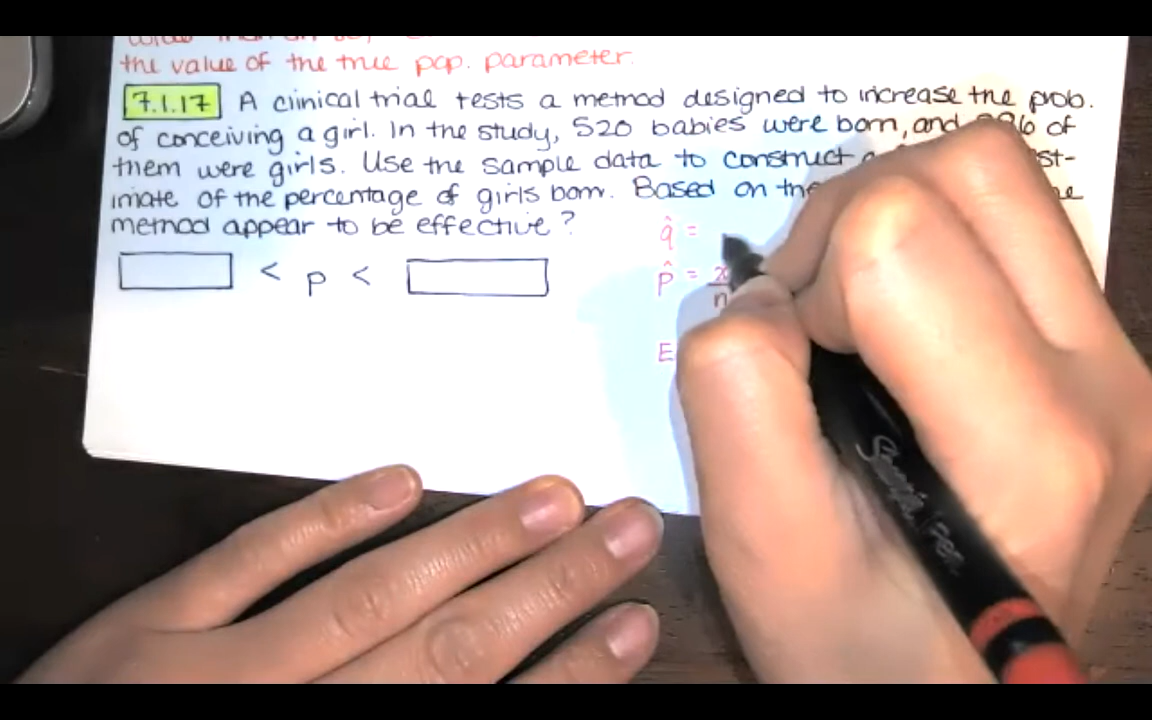 the value of the true pop. parameter.
7.1.17 A clinical trial tests a method designed to increase the prob.
of conceiving a girl. In the study, 520 babies were born, and of
them were girls. Use the sample data to construct
imate of the percentage of girls born. Based on the
method appear to be effective?
q̂ =
< p <
p̂ =
n
E
Sharpie Pen